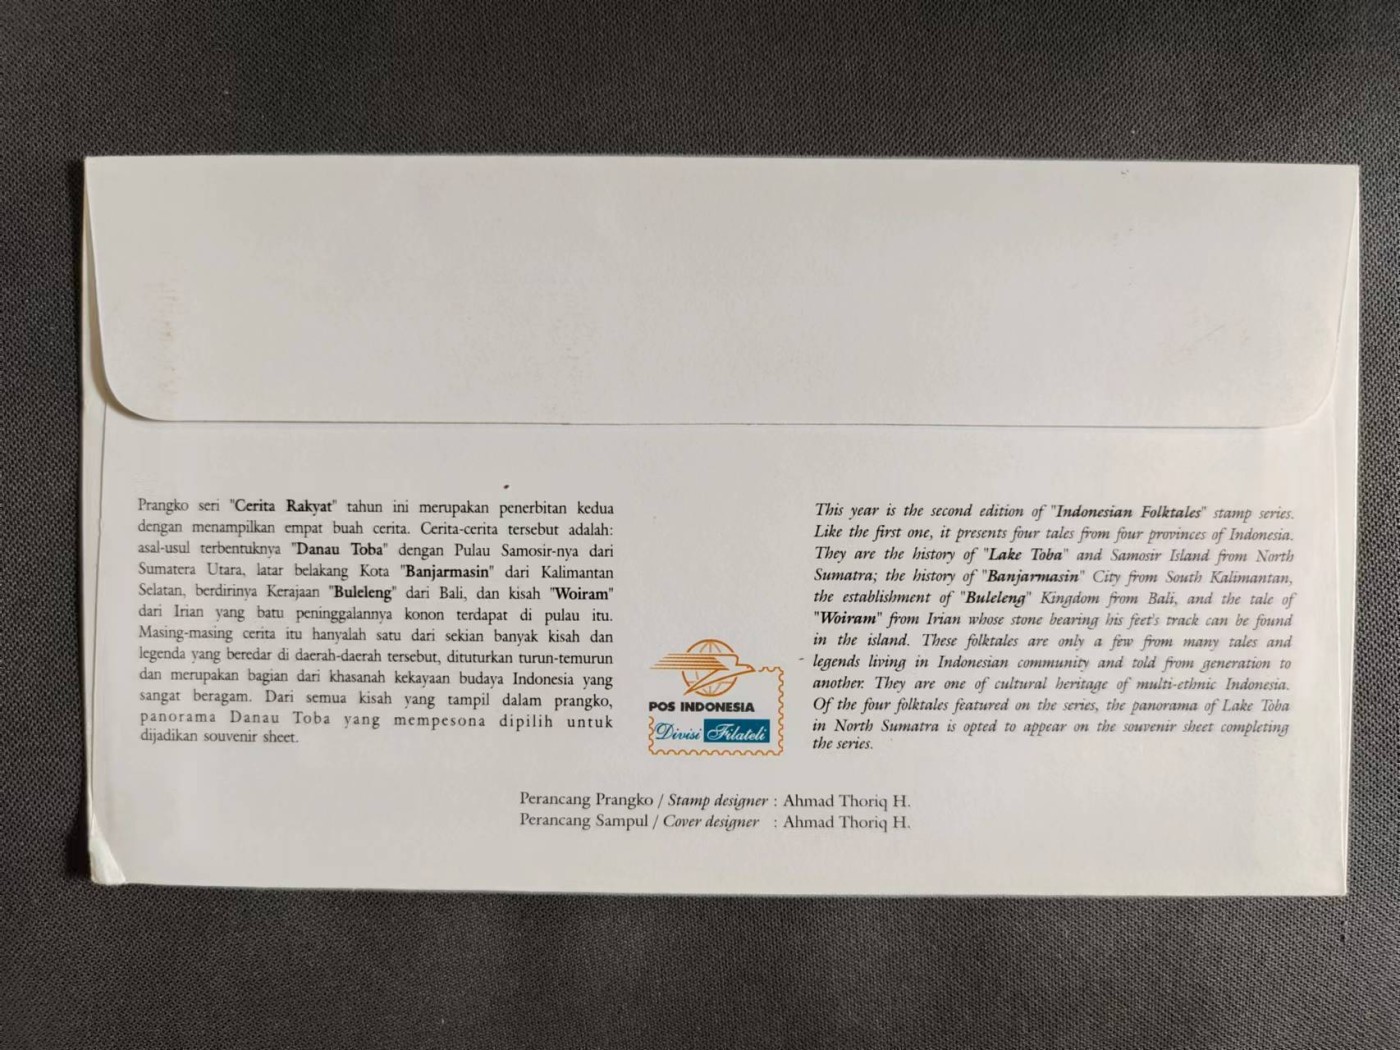 Prangko seri "Cerita Rakyat" tahun ini merupakan penerbitan kedua
dengan menampilkan empat buah cerita. Cerita-cerita tersebut adalah:
asal-usul terbentuknya "Danau Toba" dengan Pulau Samosir-nya dari
Sumatera Utara, latar belakang Kota "Banjarmasin" dari Kalimantan
Selatan, berdirinya Kerajaan "Buleleng" dari Bali, dan kisah "Woiram"
dari Irian yang batu peninggalannya konon terdapat di pulau itu.
Masing-masing cerita itu hanyalah satu dari sekian banyak kisah dan
legenda yang beredar di daerah-daerah tersebut, dituturkan turun-temurun
dan merupakan bagian dari khasanah kekayaan budaya Indonesia yang
sangat beragam. Dari semua kisah yang tampil dalam prangko,
panorama Danau Toba yang mempesona dipilih untuk
dijadikan souvenir sheet.
POS INDONESIA
Divisi Filateli
This year is the second edition of "Indonesian Folktales" stamp series.
Like the first one, it presents four tales from four provinces of Indonesia.
They are the history of "Lake Toba" and Samosir Island from North
Sumatra; the history of "Banjarmasin" City from South Kalimantan,
the establishment of "Buleleng" Kingdom from Bali, and the tale of
"Woiram" from Irian whose stone bearing his feet's track can be found
in the island. These folktales are only a few from many tales and
legends living in Indonesian community and told from generation to
another. They are one of cultural heritage of multi-ethnic Indonesia.
Of the four folktales featured on the series, the panorama of Lake Toba
in North Sumatra is opted to appear on the souvenir sheet completing
the series.
Perancang Prangko / Stamp designer : Ahmad Thoriq H.
Perancang Sampul / Cover designer : Ahmad Thoriq H.